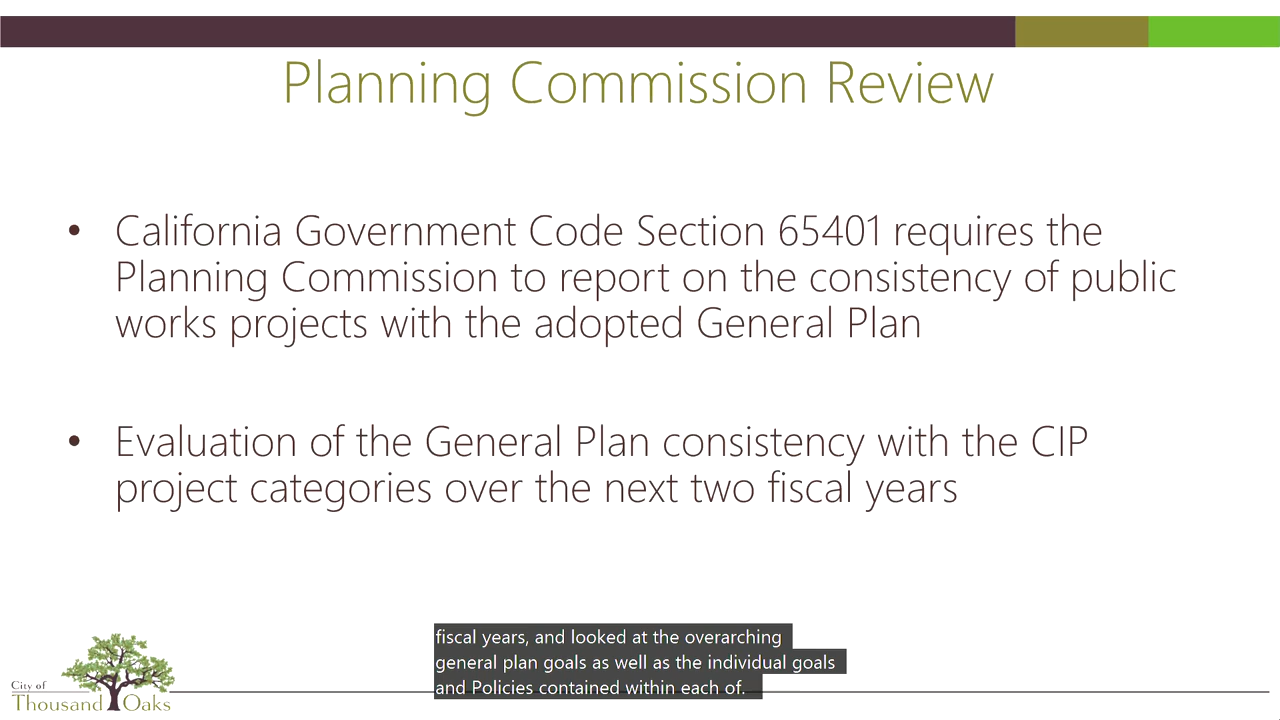 Planning Commission Review
• California Government Code Section 65401 requires the
Planning Commission to report on the consistency of public
works projects with the adopted General Plan
• Evaluation of the General Plan consistency with the CIP
project categories over the next two fiscal years
fiscal years, and looked at the overarching
general plan goals as well as the individual goals
and Policies contained within each of.
City of
Thousand Oaks